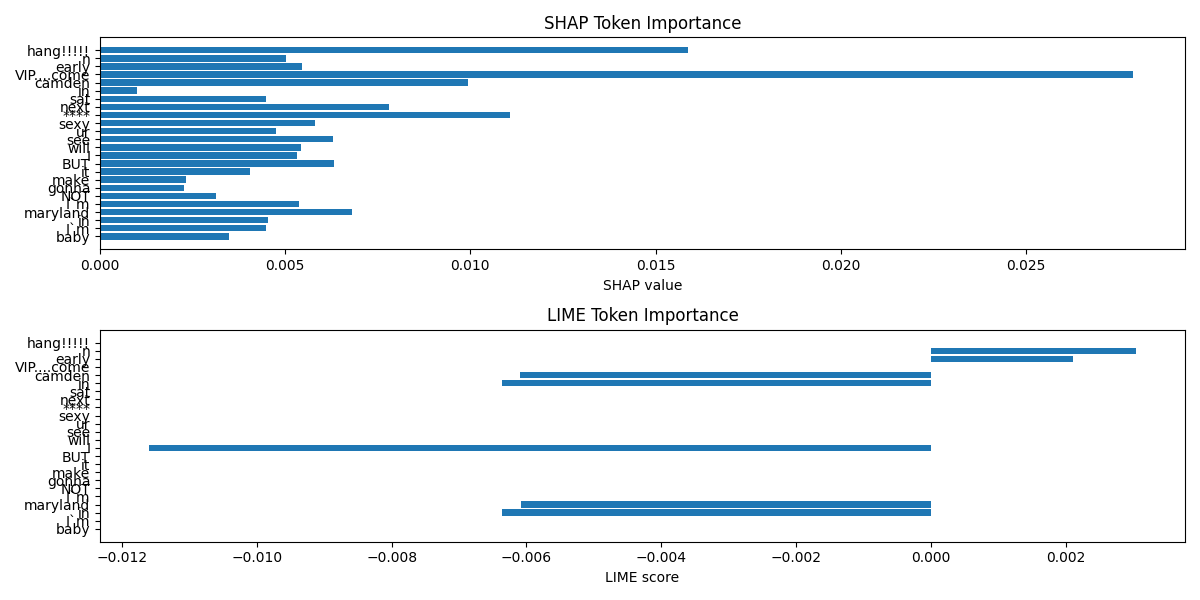 SHAP Token Importance
hang!!!!!
n
early
VIP....come
camden
in
sat
next
****
sexy
ur
see
will
I
BUT
it
make
gonna
NOT
I`m
maryland
in
I`m
baby
0.000 0.005 0.010 0.015 0.020 0.025
SHAP value
LIME Token Importance
hang!!!!!
n
early
VIP....come
camden
in
sat
next
****
sexy
ur
see
will
I
BUT
it
make
gonna
NOT
I`m
maryland
in
I`m
baby
−0.012 −0.010 −0.008 −0.006 −0.004 −0.002 0.000 0.002
LIME score